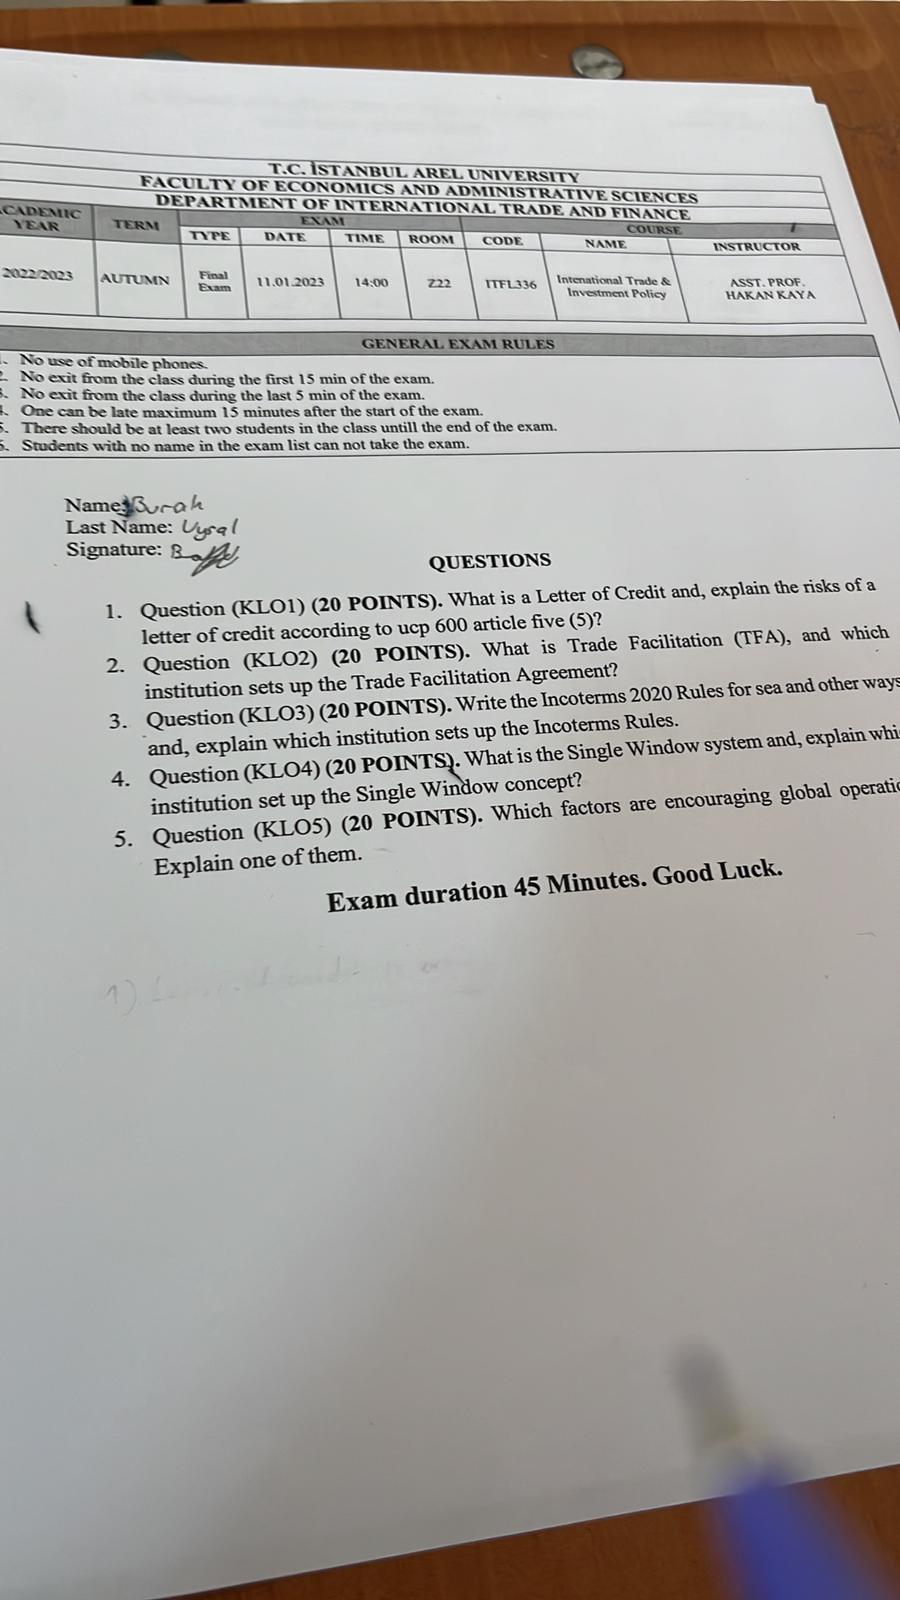 T.C. İSTANBUL AREL UNIVERSITY
FACULTY OF ECONOMICS AND ADMINISTRATIVE SCIENCES
DEPARTMENT OF INTERNATIONAL TRADE AND FINANCE
ACADEMIC YEAR TERM EXAM COURSE
TYPE DATE TIME ROOM CODE NAME INSTRUCTOR
2022/2023 AUTUMN Final Exam 11.01.2023 14:00 Z22 ITFL336 Intenational Trade & Investment Policy ASST. PROF. HAKAN KAYA
GENERAL EXAM RULES
No use of mobile phones.
No exit from the class during the first 15 min of the exam.
No exit from the class during the last 5 min of the exam.
One can be late maximum 15 minutes after the start of the exam.
There should be at least two students in the class untill the end of the exam.
Students with no name in the exam list can not take the exam.
Name: Burak
Last Name: Uysal
Signature:
QUESTIONS
1. Question (KLO1) (20 POINTS). What is a Letter of Credit and, explain the risks of a
letter of credit according to ucp 600 article five (5)?
2. Question (KLO2) (20 POINTS). What is Trade Facilitation (TFA), and which
institution sets up the Trade Facilitation Agreement?
3. Question (KLO3) (20 POINTS). Write the Incoterms 2020 Rules for sea and other ways
and, explain which institution sets up the Incoterms Rules.
4. Question (KLO4) (20 POINTS). What is the Single Window system and, explain whi
institution set up the Single Window concept?
5. Question (KLO5) (20 POINTS). Which factors are encouraging global operatio
Explain one of them.
Exam duration 45 Minutes. Good Luck.
1)